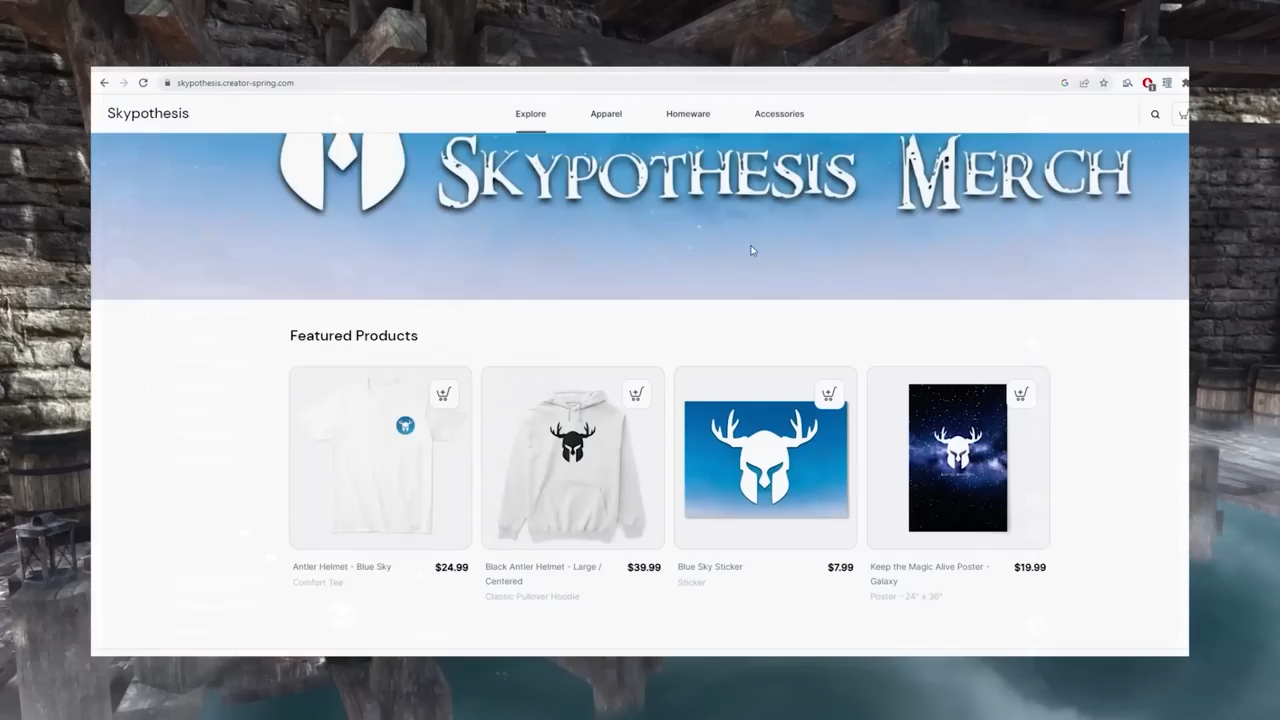 skypothesis.creator-spring.com
Skypothesis
Explore
Apparel
Homeware
Accessories
SKYPOTHESIS MERCH
Featured Products
Antler Helmet - Blue Sky
$24.99
Comfort Tee
Black Antler Helmet - Large /
Centered
$39.99
Classic Pullover Hoodie
Blue Sky Sticker
$7.99
Sticker
Keep the Magic Alive Poster -
Galaxy
$19.99
Poster - 24" x 36"